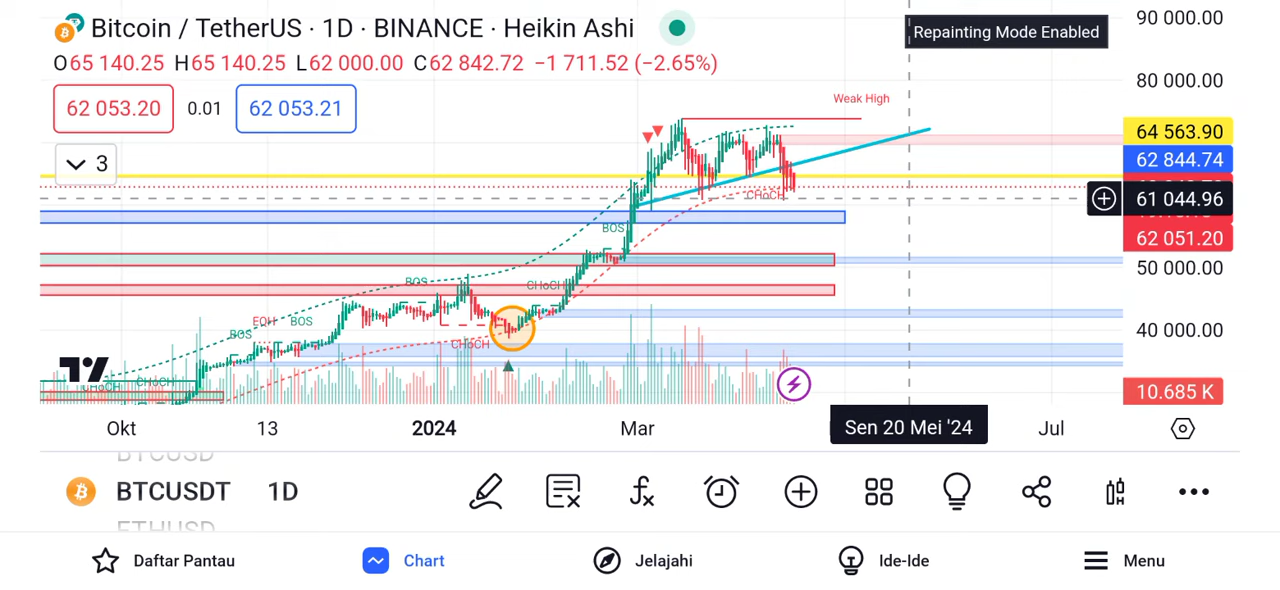 Bitcoin / TetherUS · 1D · BINANCE · Heikin Ashi
Repainting Mode Enabled
90 000.00
O65 140.25 H65 140.25 L62 000.00 C62 842.72 −1 711.52 (−2.65%)
80 000.00
62 053.20 0.01 62 053.21
Weak High
64 563.90
3
62 844.74
CHoCH
61 044.96
BOS
62 051.20
50 000.00
BOS
CHoCH
EQH
BOS
BOS
40 000.00
CHoCH
CHoCH
CHoCH
10.685 K
Okt 13 2024 Mar Sen 20 Mei '24 Jul
BTCUSD
BTCUSDT 1D
ETHUSD
Daftar Pantau Chart Jelajahi Ide-Ide Menu